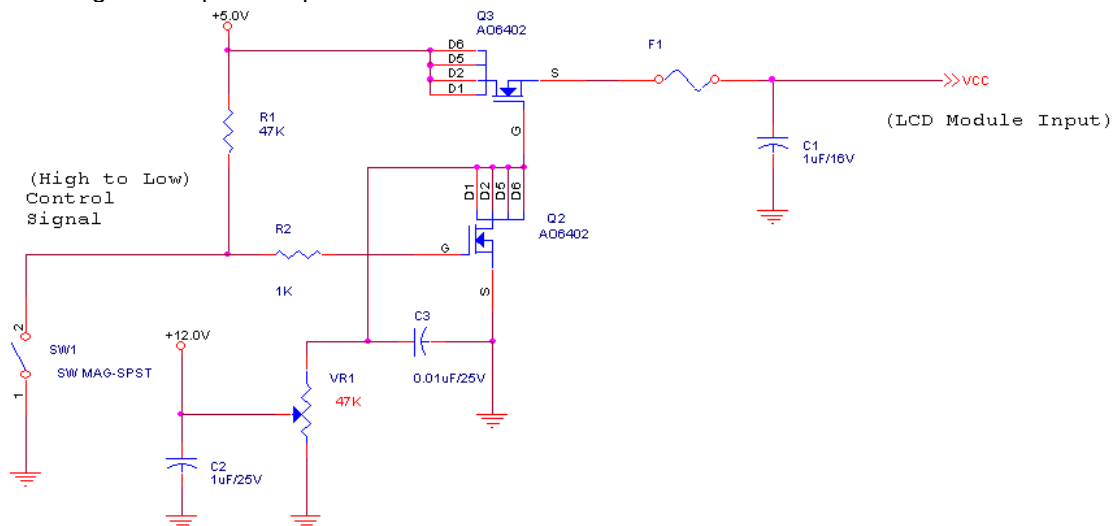 +5.0V
Q3
AO6402
D6
D5
D2
D1
S
G
F1
VCC
(LCD Module Input)
R1
47K
C1
1uF/16V
(High to Low)
Control
Signal
D1
D2
D5
D6
Q2
AO6402
R2
1K
G
S
C3
0.01uF/25V
+12.0V
2
SW1
SW MAG-SPST
1
VR1
47K
C2
1uF/25V